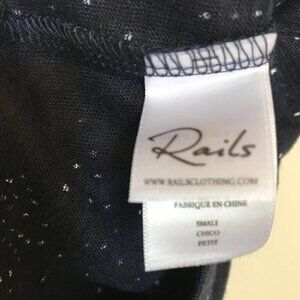 Rails
WWW.RAILSCLOTHING.COM
FABRIQUE EN CHINE
SMALL
CHICO
PETIT